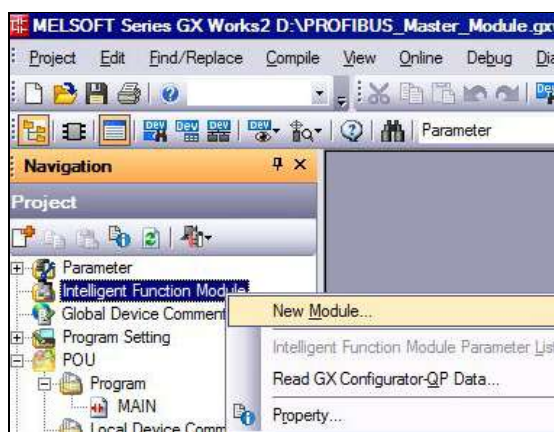 MELSOFT Series GX Works2 D:\PROFIBUS_Master_Module.gx
Project Edit Find/Replace Compile View Online Debug Dia
Parameter
Navigation
Project
Parameter
Intelligent Function Module
New Module...
Global Device Comment
Intelligent Function Module Parameter List
Program Setting
Read GX Configurator-QP Data...
POU
Program
Property...
MAIN
Local Device Comm